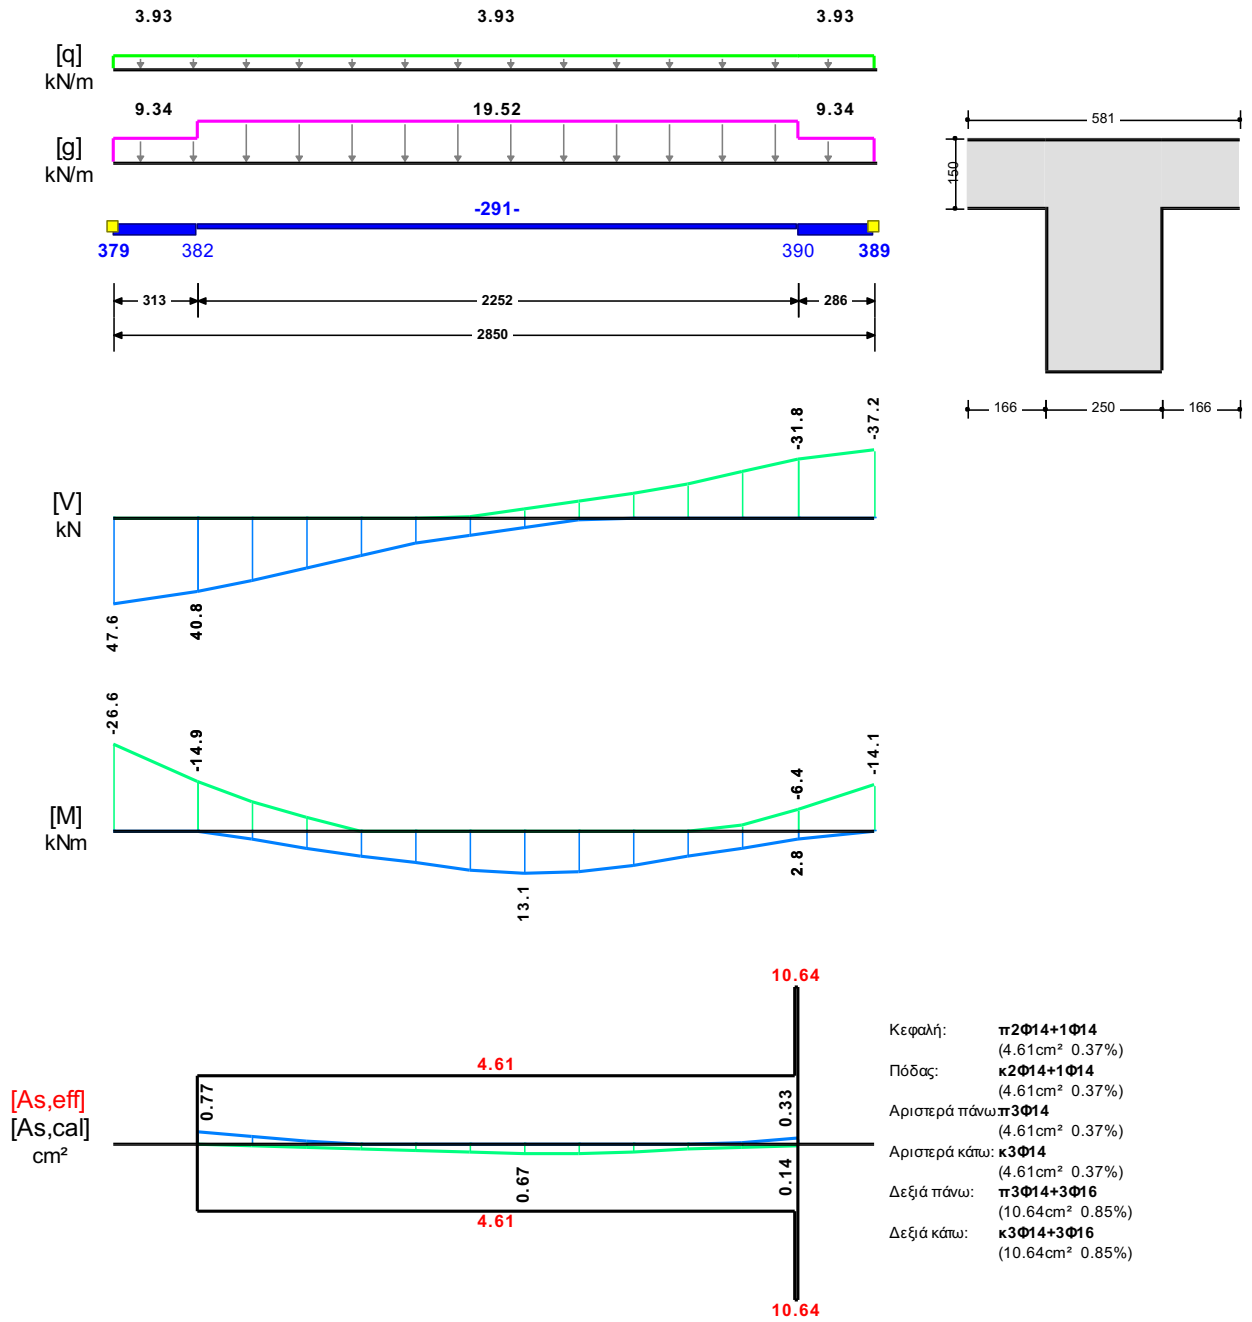 3.93 3.93 3.93
[q]
kN/m
9.34 19.52 9.34
[g]
kN/m
581
150
-291-
379 382 390 389
313 2252 286
2850
166 250 166
-31.8
-37.2
[V]
kN
47.6
40.8
-26.6
-14.9
-6.4
-14.1
[M]
kNm
13.1
2.8
10.64
4.61
[As,eff]
[As,cal]
cm²
0.77
0.33
0.67
0.14
4.61
10.64
Κεφαλή: π2Φ14+1Φ14
(4.61cm² 0.37%)
Πόδας: κ2Φ14+1Φ14
(4.61cm² 0.37%)
Αριστερά πάνω: π3Φ14
(4.61cm² 0.37%)
Αριστερά κάτω: κ3Φ14
(4.61cm² 0.37%)
Δεξιά πάνω: π3Φ14+3Φ16
(10.64cm² 0.85%)
Δεξιά κάτω: κ3Φ14+3Φ16
(10.64cm² 0.85%)